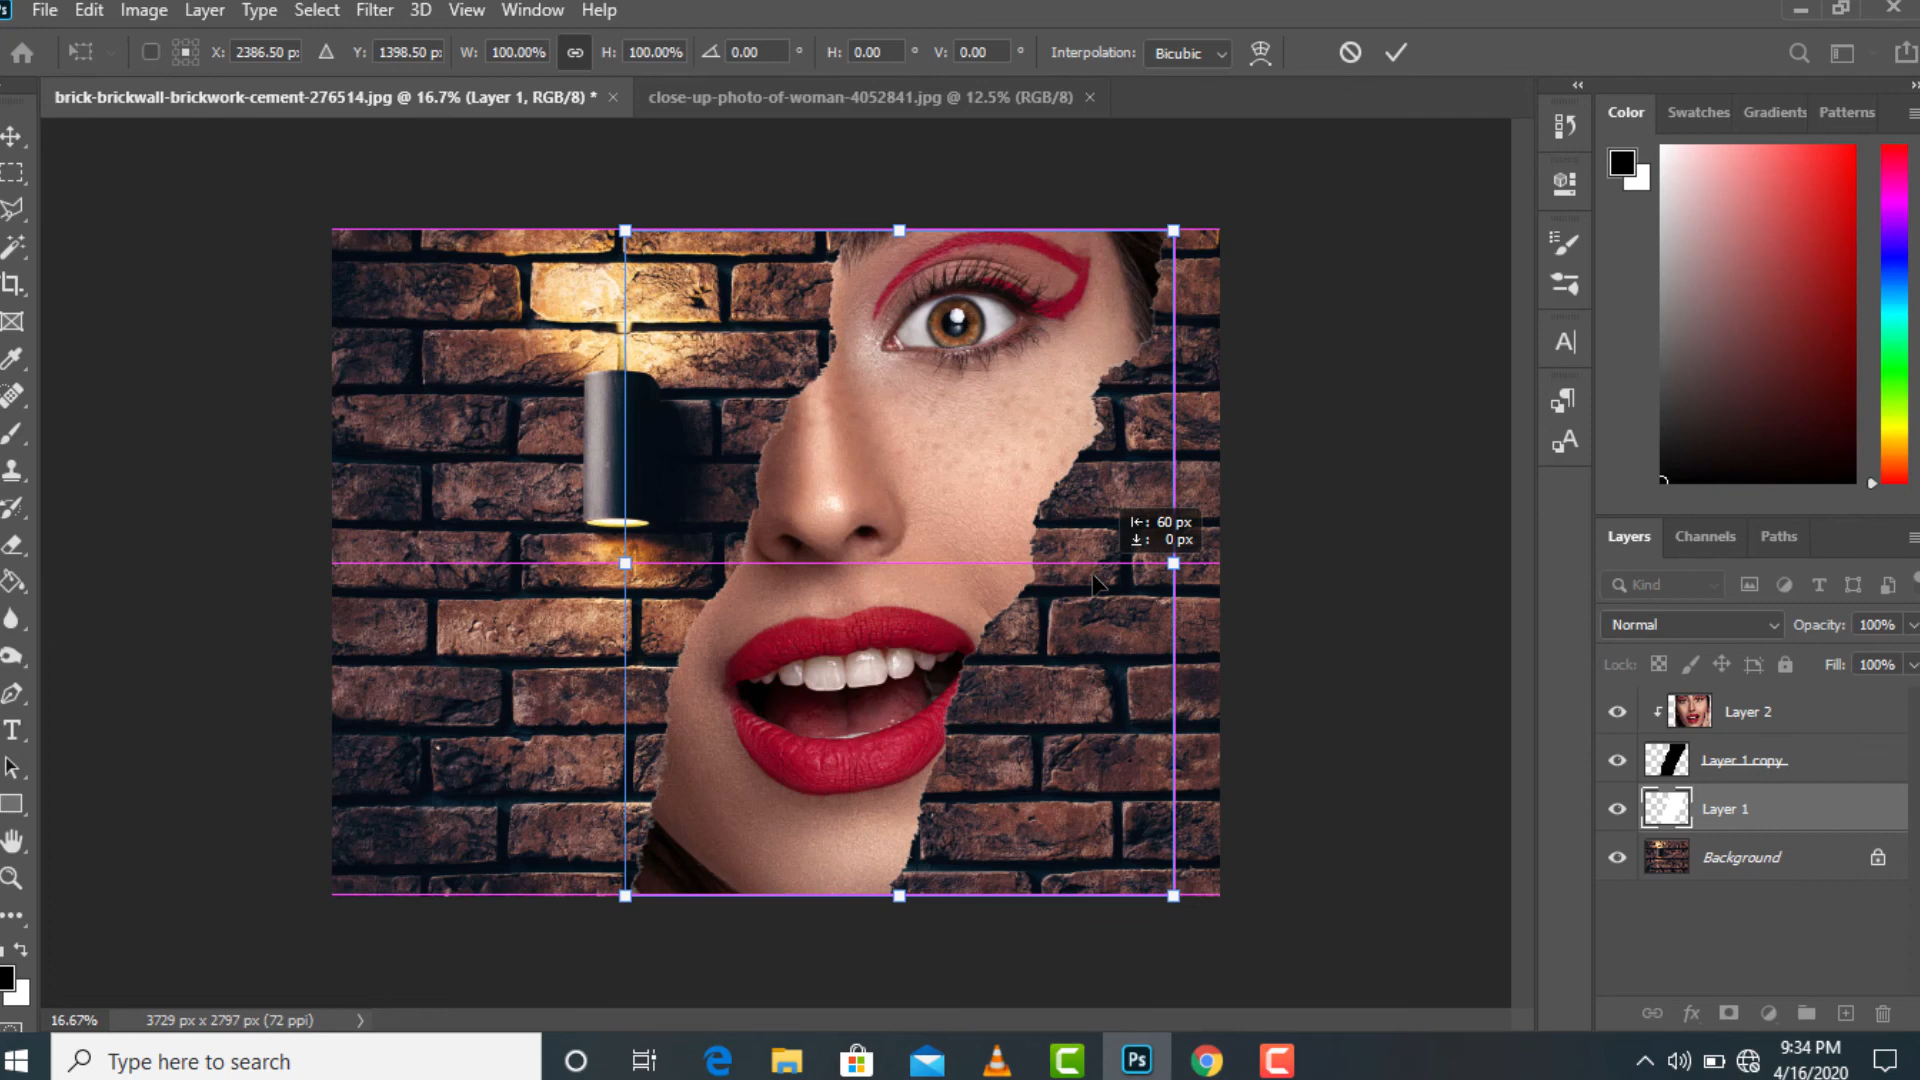 File Edit Image Layer Type Select Filter 3D View Window Help
X: 2386.50 px Y: 1398.50 px W: 100.00% H: 100.00% 0.00 ° H: 0.00 ° V: 0.00 ° Interpolation: Bicubic
brick-brickwall-brickwork-cement-276514.jpg @ 16.7% (Layer 1, RGB/8) * × close-up-photo-of-woman-4052841.jpg @ 12.5% (RGB/8) ×
Color Swatches Gradients Patterns
60 px
0 px
Layers Channels Paths
Kind
Normal Opacity: 100%
Lock: Fill: 100%
Layer 2
Layer 1 copy
Layer 1
Background
16.67% 3729 px x 2797 px (72 ppi)
Type here to search
Ps
9:34 PM
4/16/2020